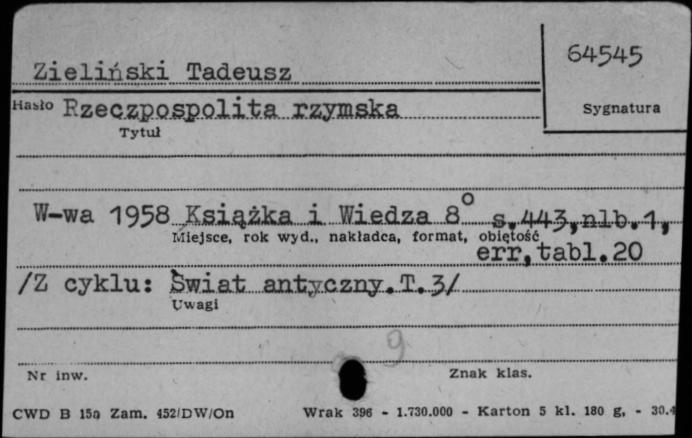 64545
Zieliński Tadeusz
Hasło Rzeczpospolita rzymska
Sygnatura
Tytuł
W-wa 1958 Książka i Wiedza 8° s.443,nlb.1,
Miejsce, rok wyd., nakładca, format, objętość
err,tabl.20
/Z cyklu: Świat antyczny.T.3/
Uwagi
9
Nr inw.
Znak klas.
CWD B 15a Zam. 452/DW/On Wrak 396 - 1.730.000 - Karton 5 kl. 180 g, - 30.4